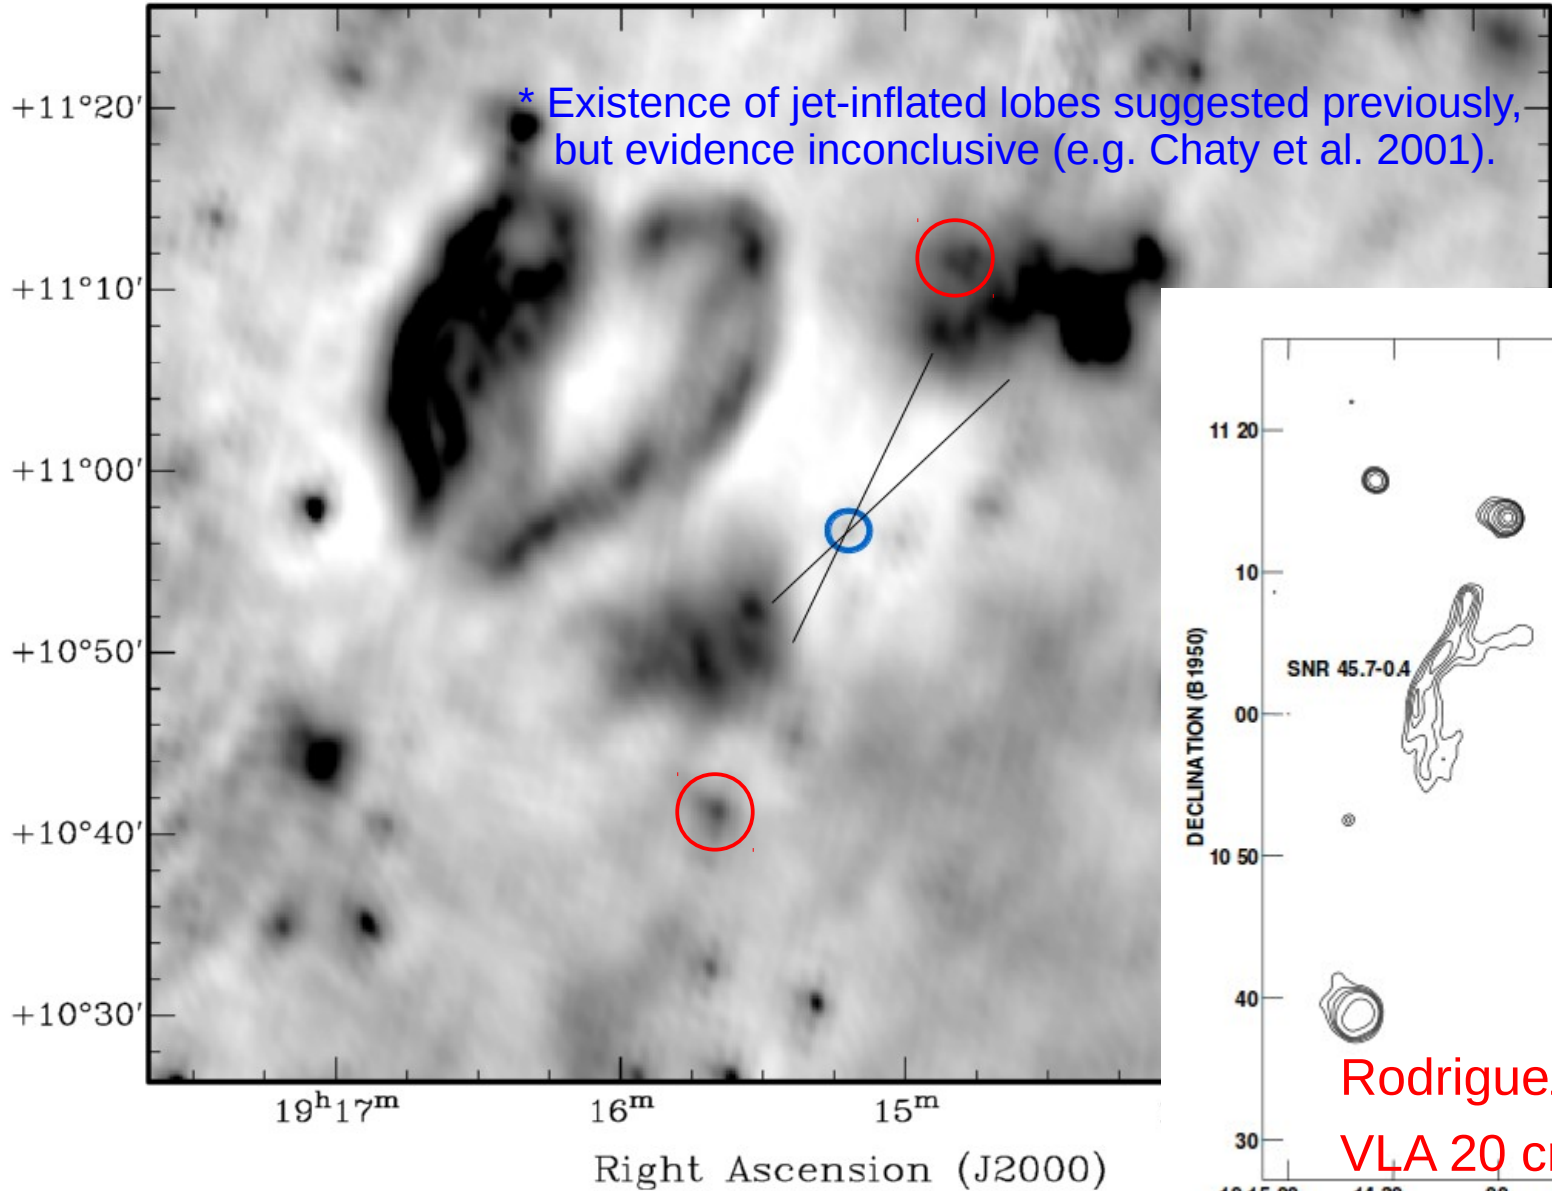 * Existence of jet-inflated lobes suggested previously,
but evidence inconclusive (e.g. Chaty et al. 2001).
+11°20′
+11°10′
+11°00′
+10°50′
+10°40′
+10°30′
19ʰ17ᵐ
16ᵐ
15ᵐ
Right Ascension (J2000)
DECLINATION (B1950)
11 20
10
00
10 50
40
30
SNR 45.7-0.4
VLA 20